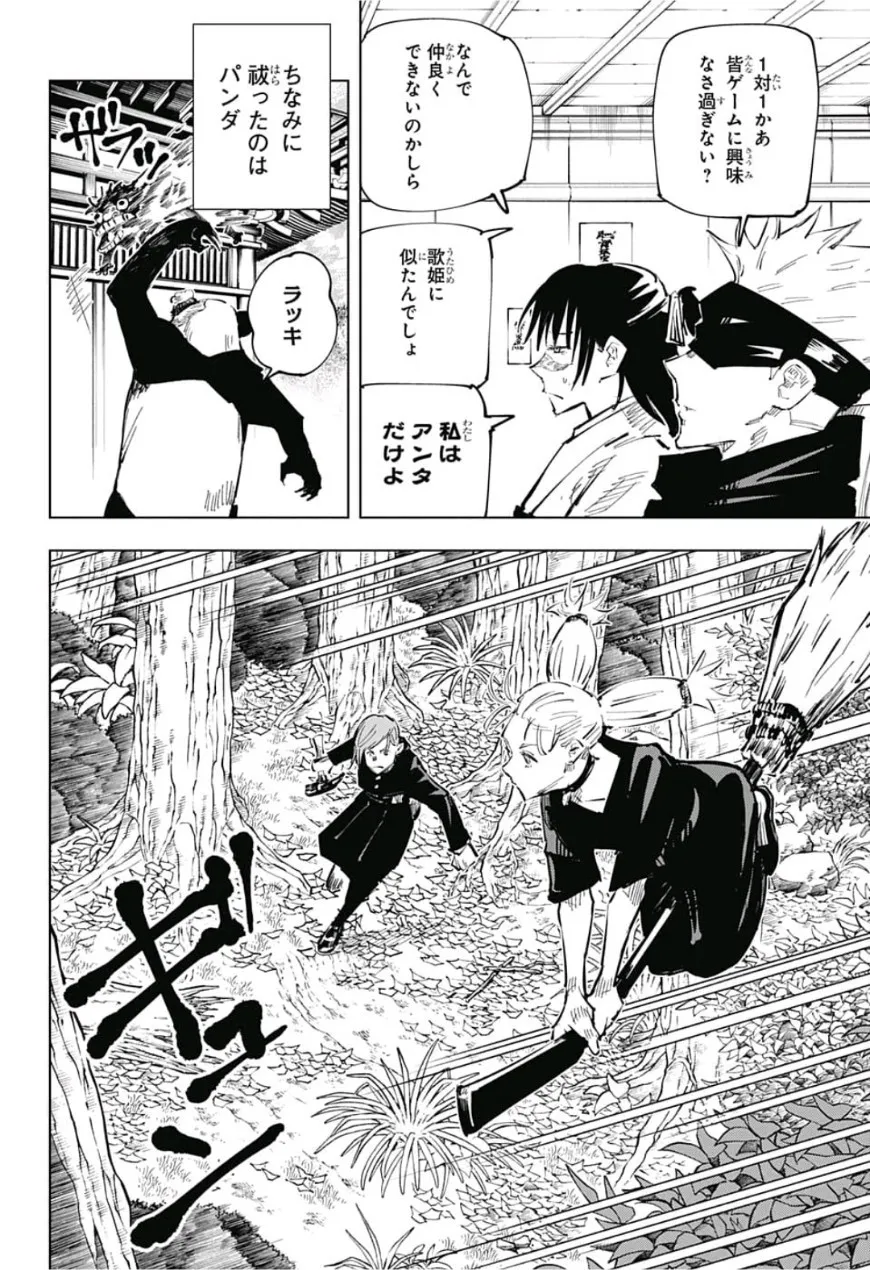 1対1かあ
皆ゲームに興味
なさ過ぎない?
なんで
仲良く
できないのかしら
歌姫に
似たんでしょ
私は
アンタ
だけよ
ちなみに
祓ったのは
パンダ
ザラッ
ラッキ
ギュン